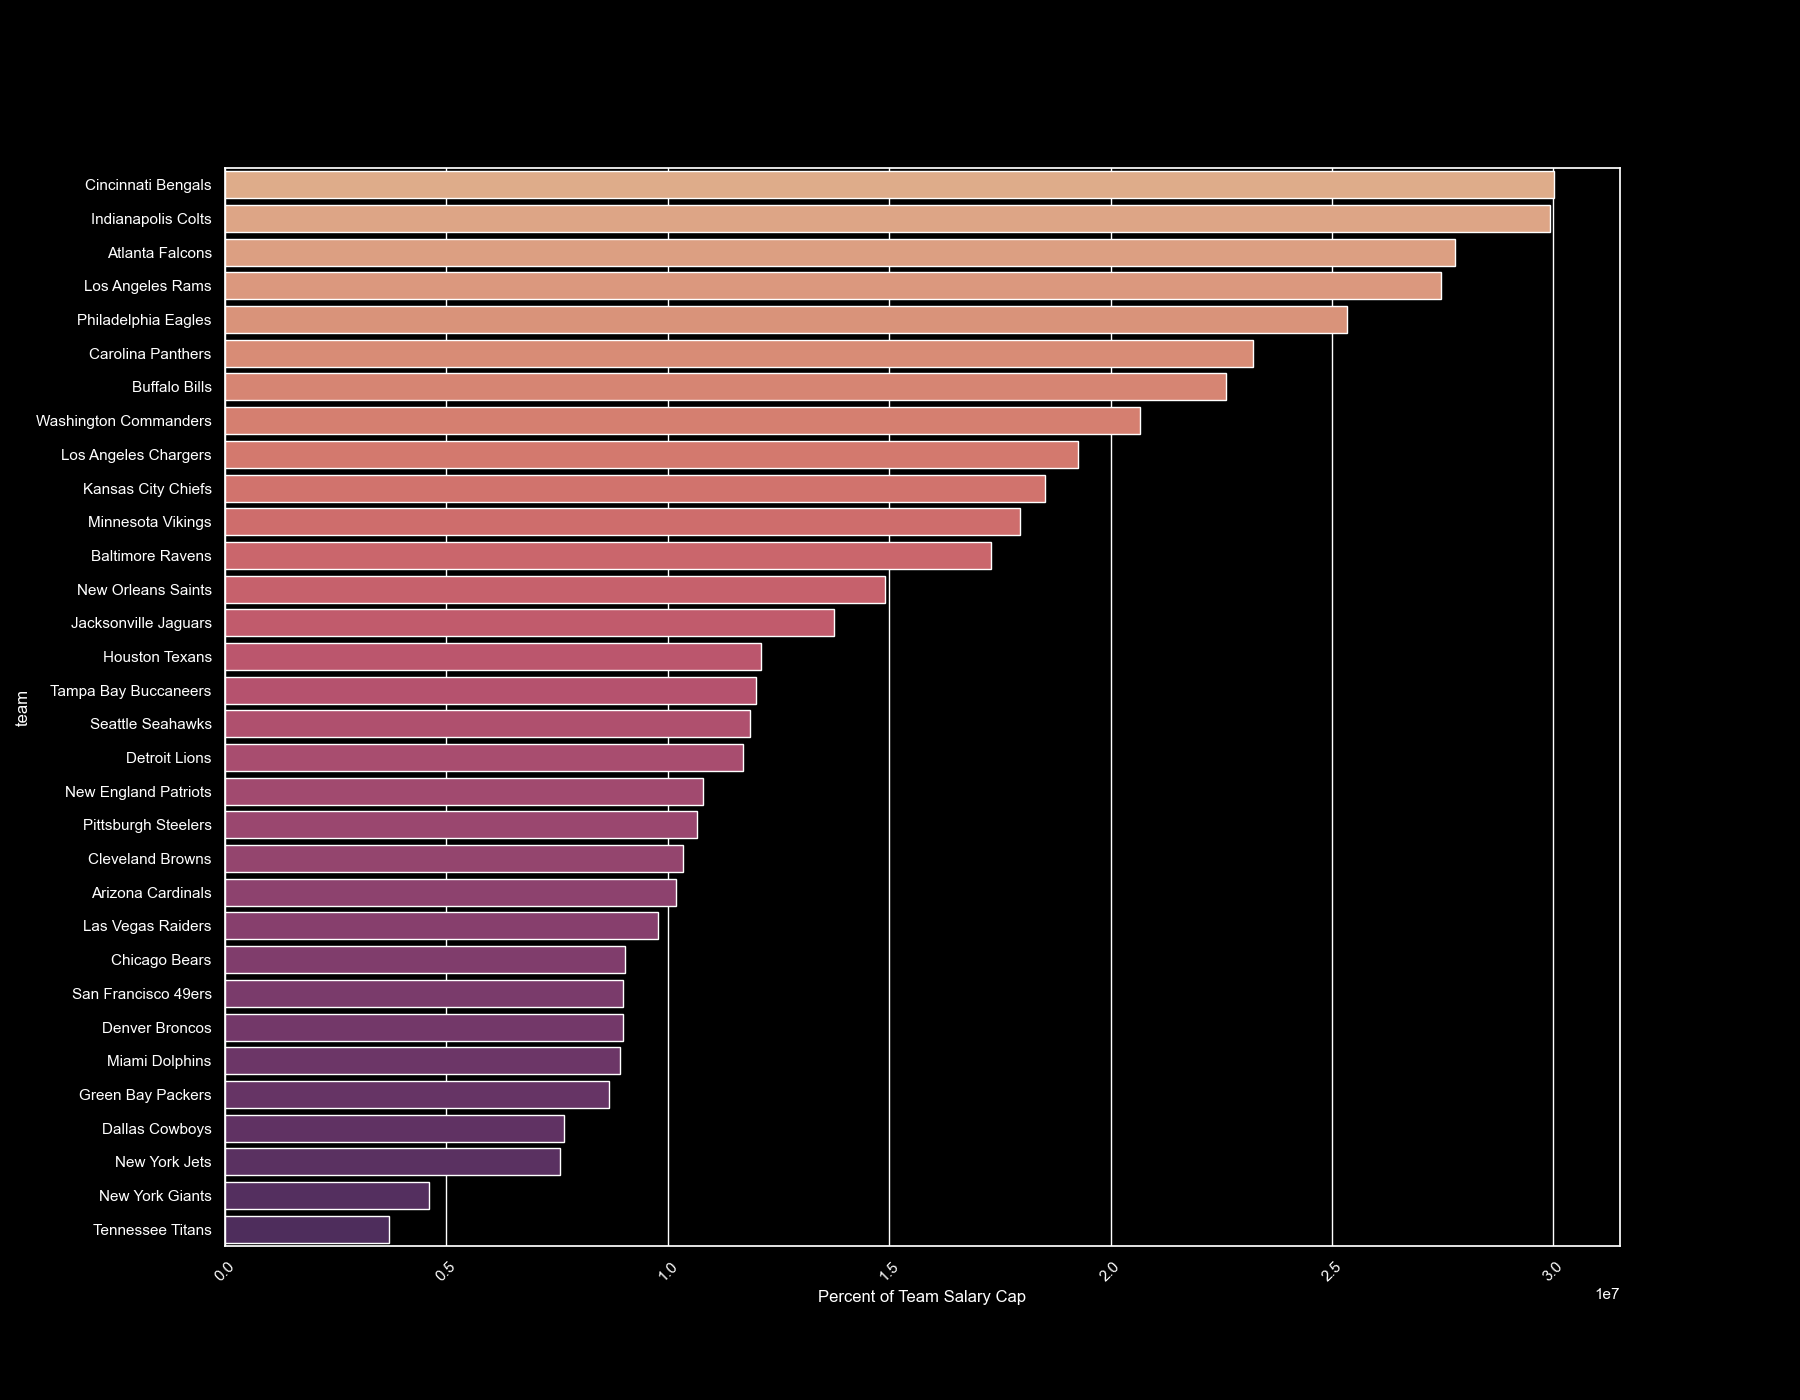 Cincinnati Bengals
Indianapolis Colts
Atlanta Falcons
Los Angeles Rams
Philadelphia Eagles
Carolina Panthers
Buffalo Bills
Washington Commanders
Los Angeles Chargers
Kansas City Chiefs
Minnesota Vikings
Baltimore Ravens
New Orleans Saints
Jacksonville Jaguars
Houston Texans
Tampa Bay Buccaneers
Seattle Seahawks
Detroit Lions
New England Patriots
Pittsburgh Steelers
Cleveland Browns
Arizona Cardinals
Las Vegas Raiders
Chicago Bears
San Francisco 49ers
Denver Broncos
Miami Dolphins
Green Bay Packers
Dallas Cowboys
New York Jets
New York Giants
Tennessee Titans
team
0.0 0.5 1.0 1.5 2.0 2.5 3.0
1e7
Percent of Team Salary Cap